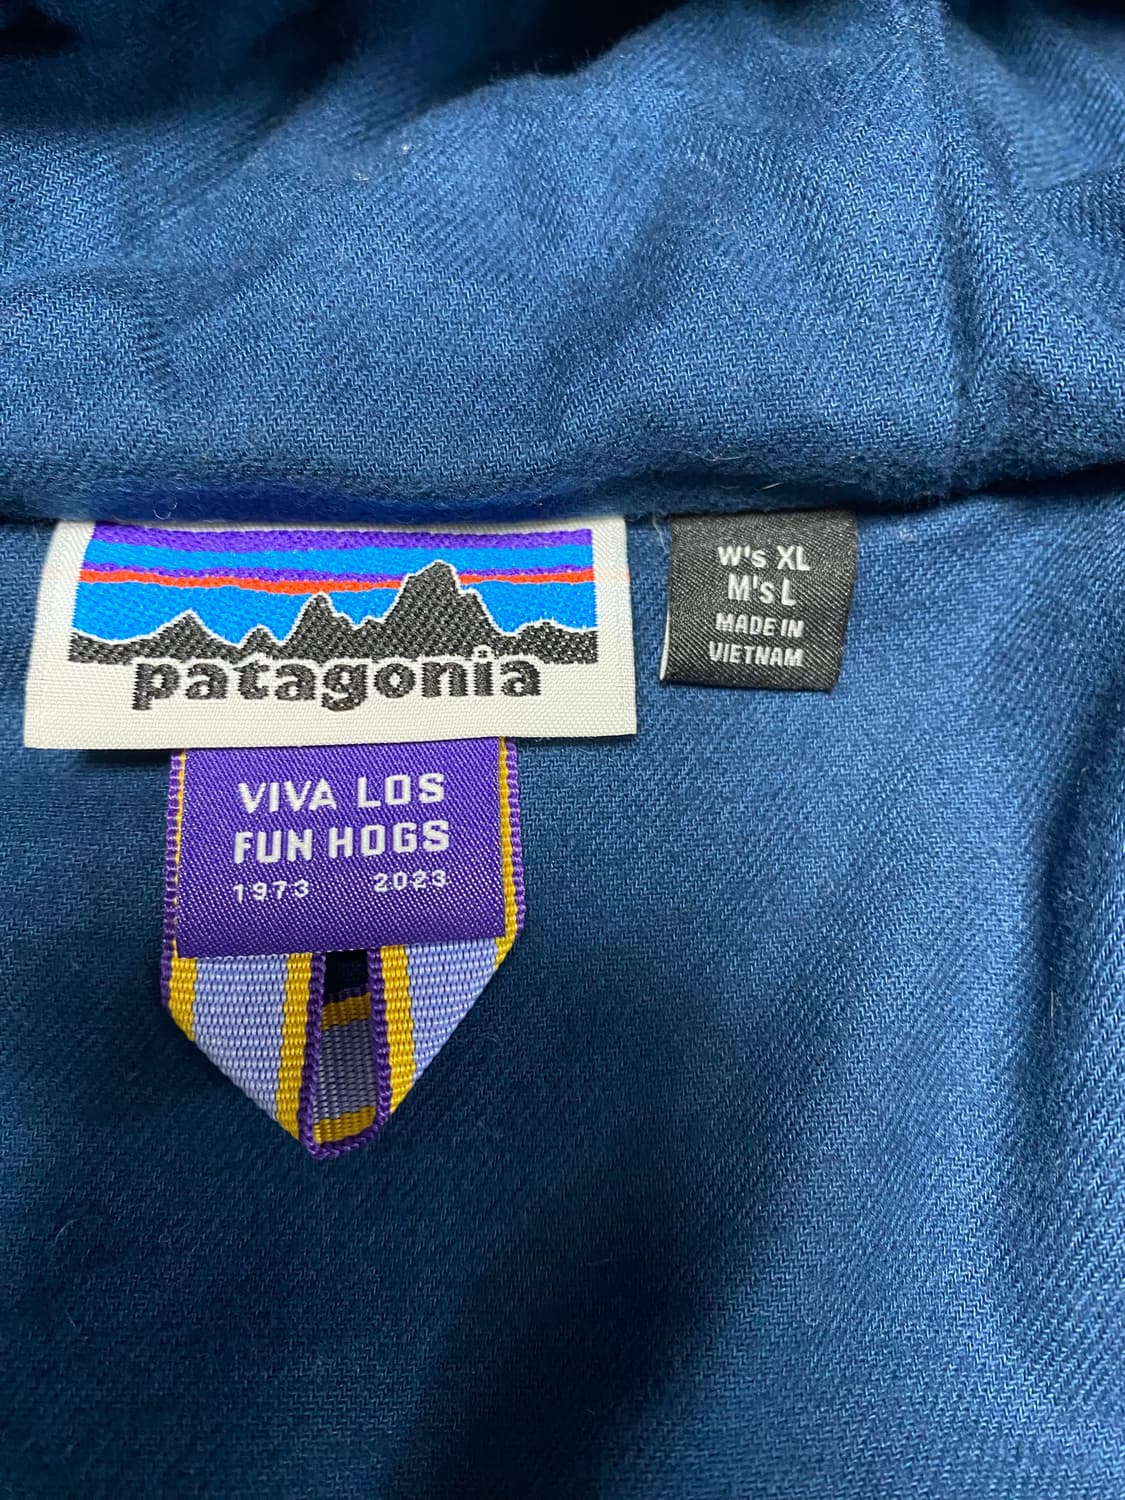 patagonia
W's XL
M's L
MADE IN
VIETNAM
VIVA LOS
FUN HOGS
1973 2023